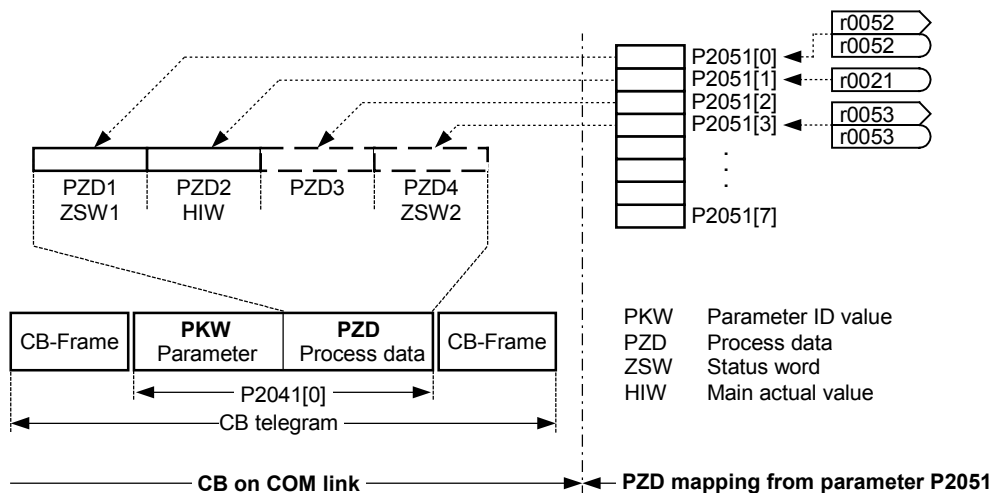 r0052
r0052
P2051[0]
P2051[1]
r0021
P2051[2]
P2051[3]
r0053
r0053
P2051[7]
PZD1
ZSW1
PZD2
HIW
PZD3
PZD4
ZSW2
CB-Frame
PKW
Parameter
PZD
Process data
CB-Frame
P2041[0]
CB telegram
PKW Parameter ID value
PZD Process data
ZSW Status word
HIW Main actual value
CB on COM link
PZD mapping from parameter P2051